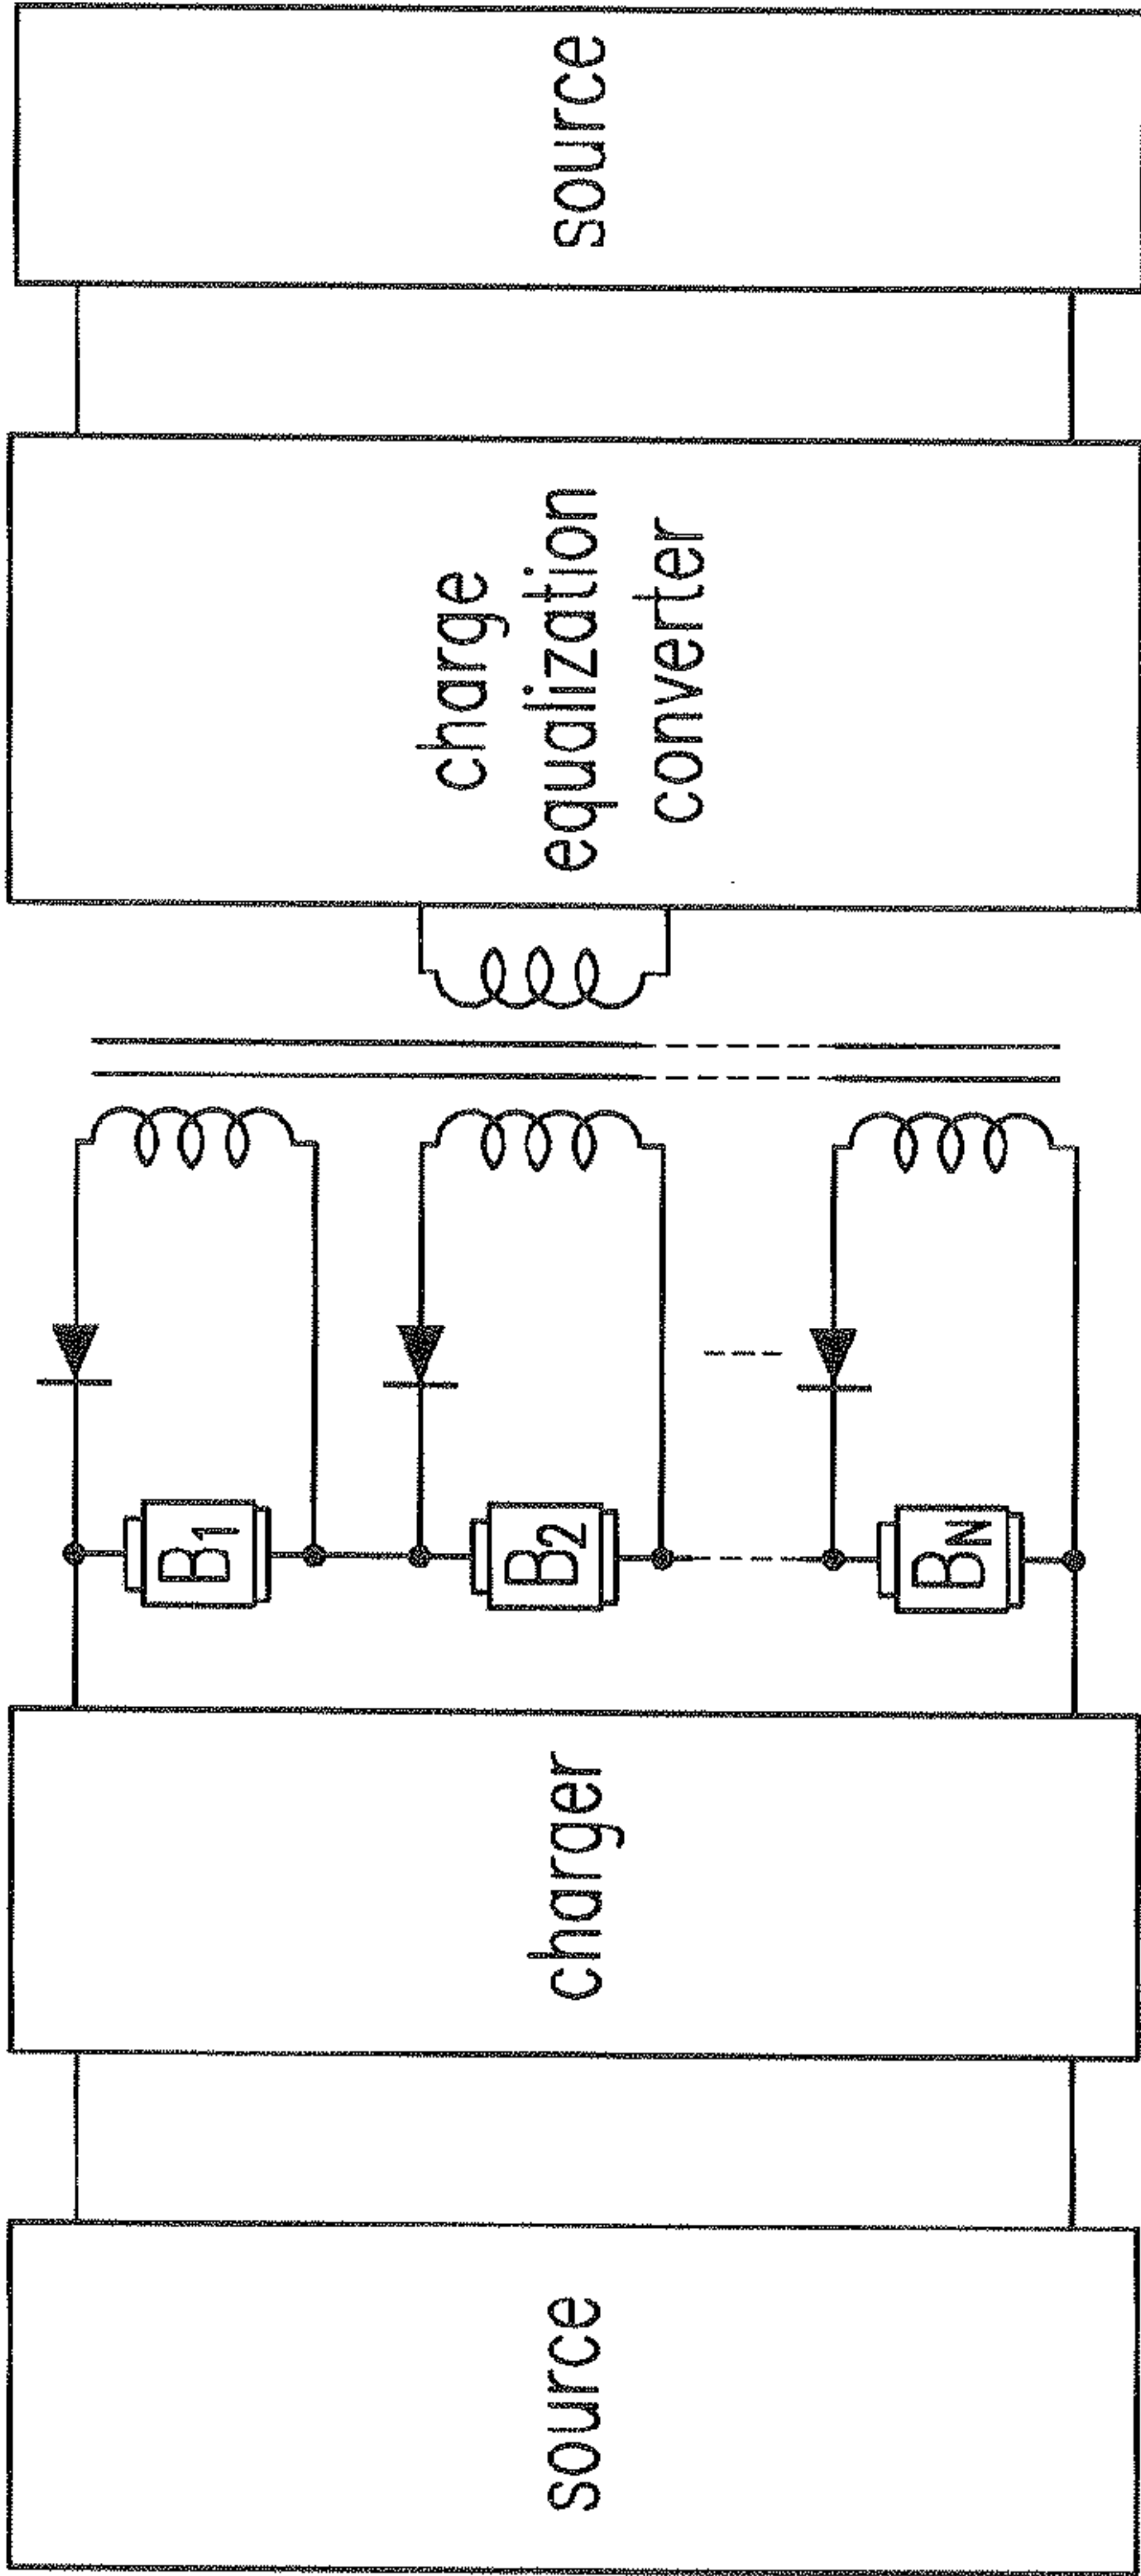 source
charger
B1
B2
BN
charge
equalization
converter
source